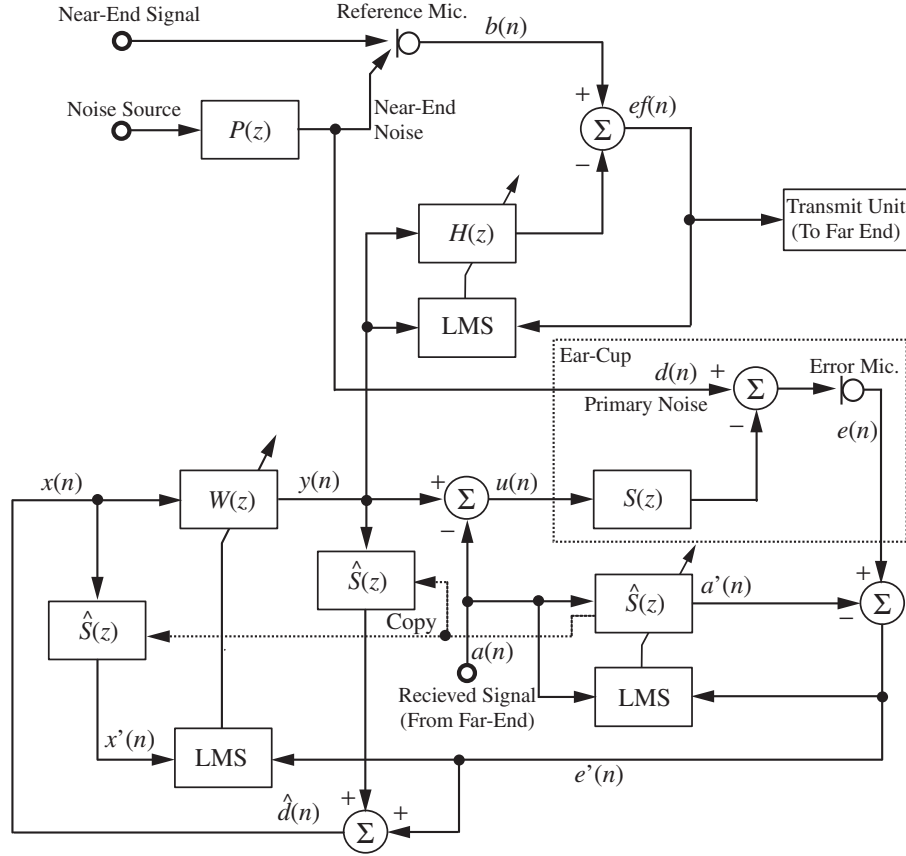 Near-End Signal
Reference Mic.
b(n)
Noise Source
P(z)
Near-End
Noise
+
ef(n)
Σ
−
H(z)
Transmit Unit
(To Far End)
LMS
Ear-Cup
d(n)
+
Error Mic.
Primary Noise
Σ
−
e(n)
x(n)
W(z)
y(n)
+
Σ
u(n)
S(z)
−
Ŝ(z)
Ŝ(z)
a’(n)
+
Σ
−
Ŝ(z)
Copy
a(n)
Recieved Signal
(From Far-End)
LMS
x’(n)
LMS
e’(n)
d̂(n)
+
+
Σ